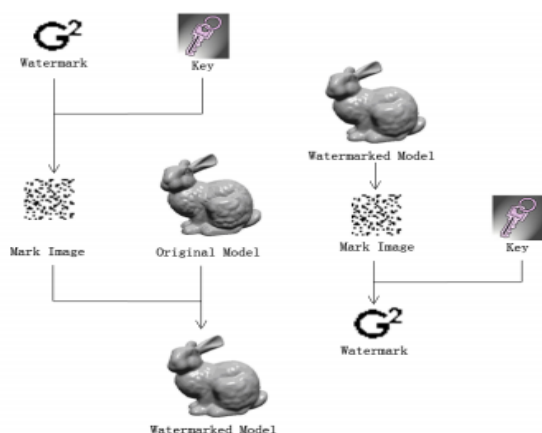 G²
Watermark
Key
Mark Image
Original Model
Watermarked Model
Watermarked Model
Mark Image
Key
G²
Watermark